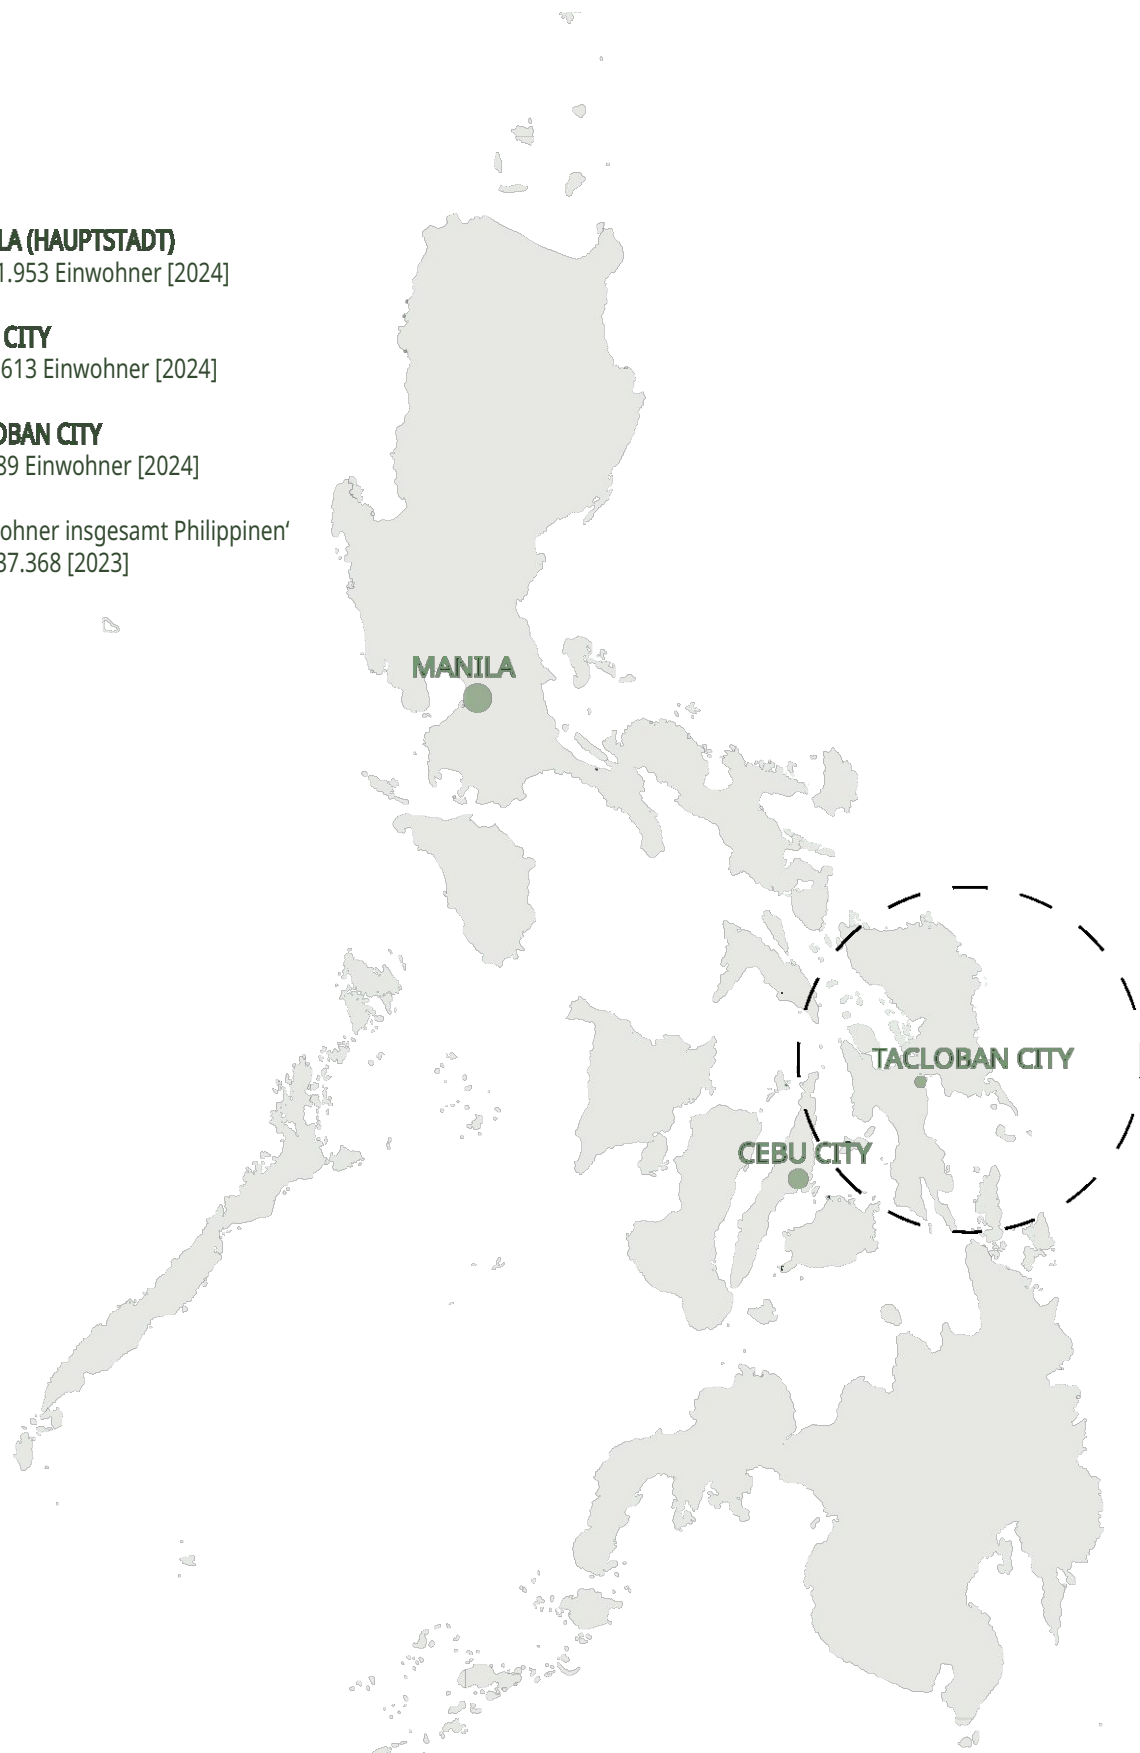 LA (HAUPTSTADT)
1.953 Einwohner [2024]
CITY
613 Einwohner [2024]
OBAN CITY
89 Einwohner [2024]
ohner insgesamt Philippinen‘
37.368 [2023]
MANILA
TACLOBAN CITY
CEBU CITY